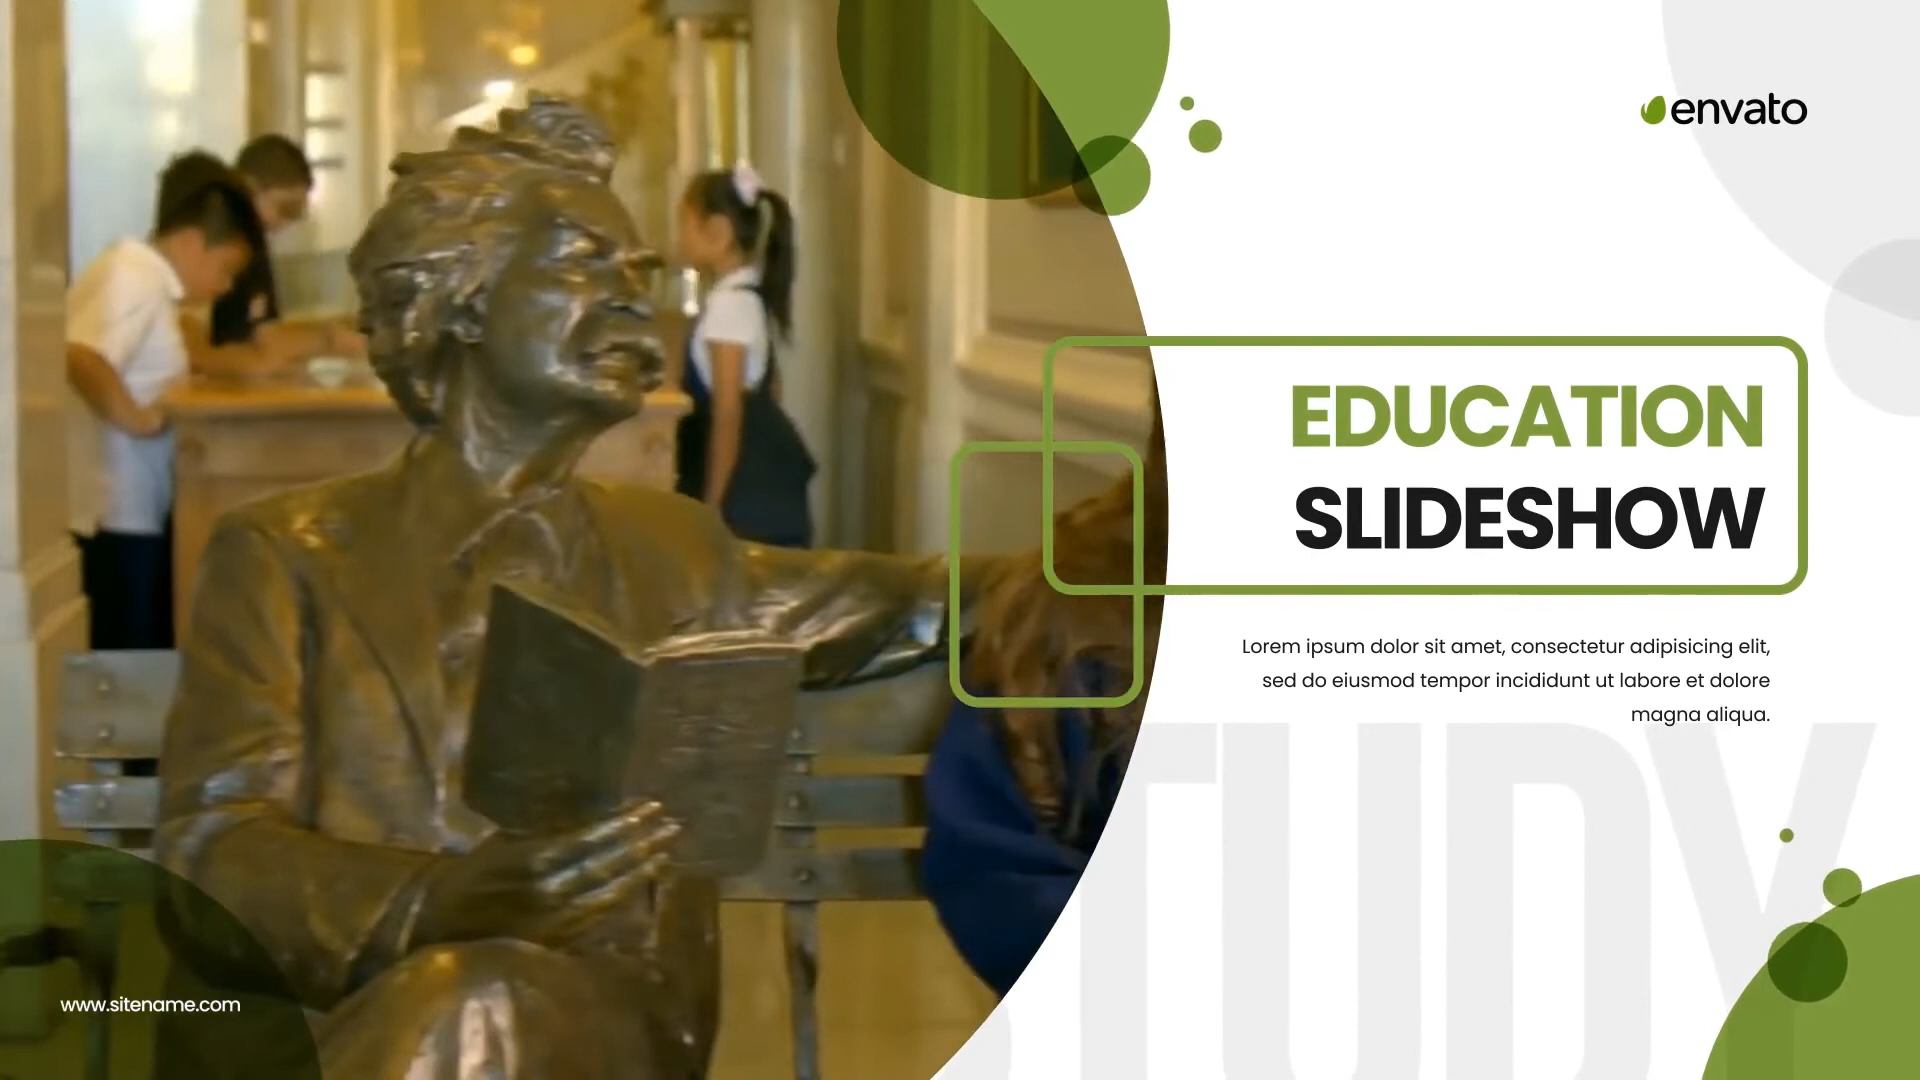 envato
EDUCATION
SLIDESHOW
Lorem ipsum dolor sit amet, consectetur adipisicing elit,
sed do eiusmod tempor incididunt ut labore et dolore
magna aliqua.
TUDY
www.sitename.com